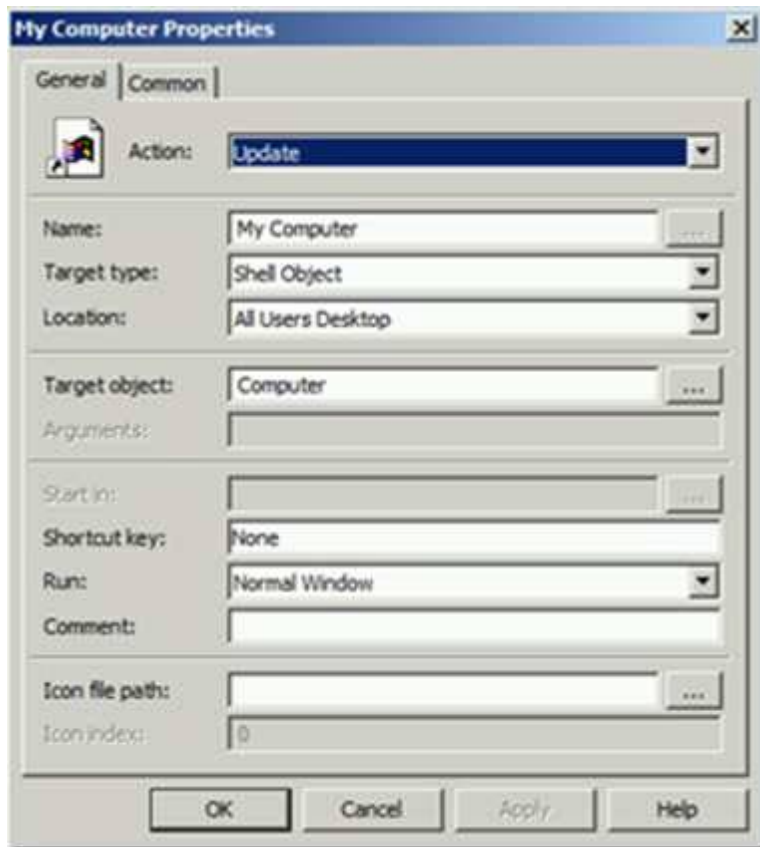 My Computer Properties
General Common
Action: Update
Name: My Computer ...
Target type: Shell Object
Location: All Users Desktop
Target object: Computer ...
Arguments:
Start in: ...
Shortcut key: None
Run: Normal Window
Comment:
Icon file path: ...
Icon index: 0
OK Cancel Apply Help